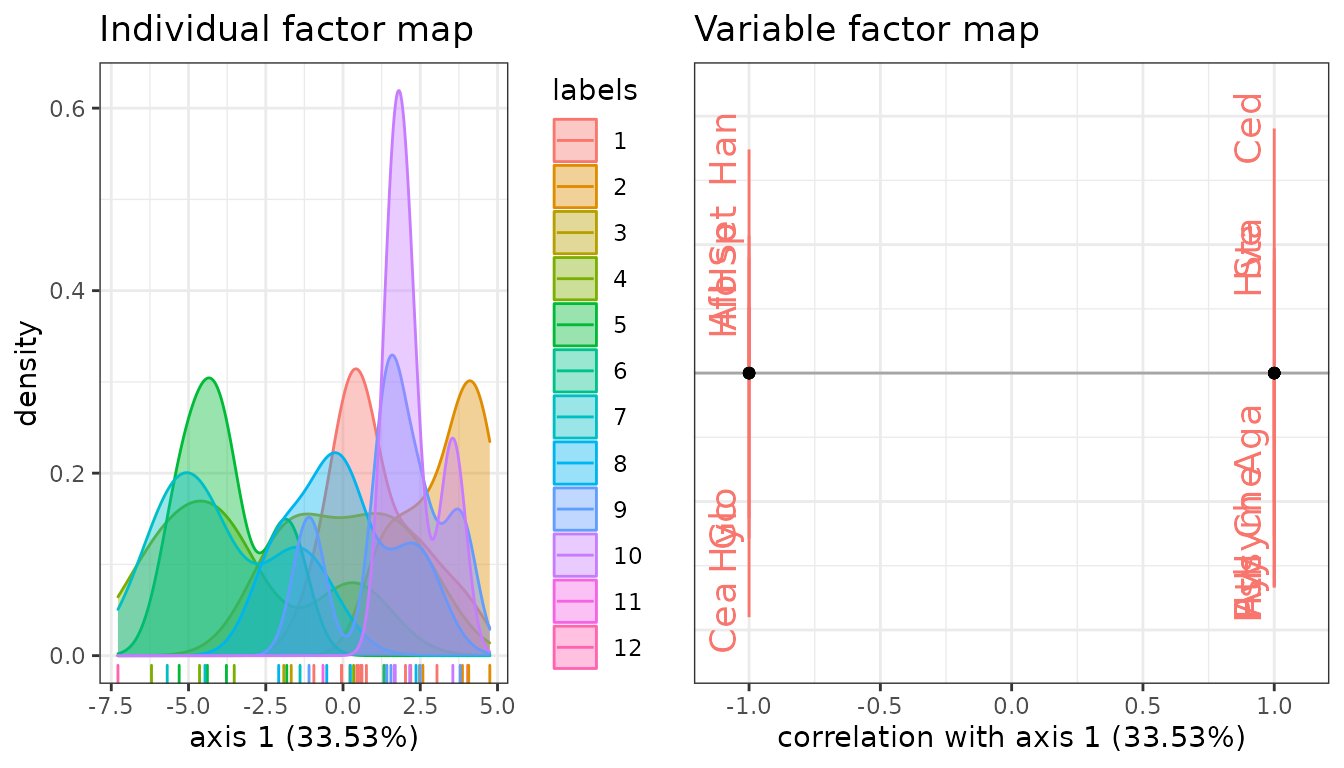 Individual factor map
density
0.6
0.4
0.2
0.0
-7.5 -5.0 -2.5 0.0 2.5 5.0
axis 1 (33.53%)
labels
1
2
3
4
5
6
7
8
9
10
11
12
Variable factor map
Han
Ced
Glo
Hyd
Cea
Aga
Che
-1.0 -0.5 0.0 0.5 1.0
correlation with axis 1 (33.53%)